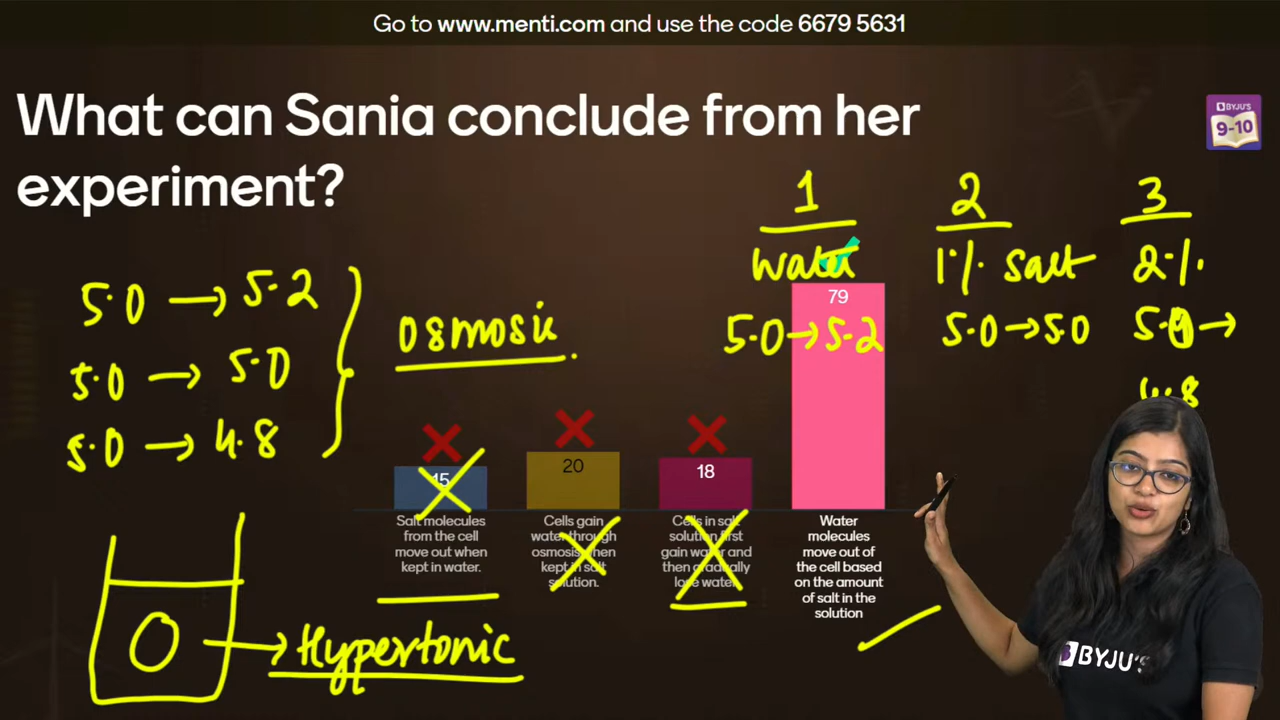 Go to www.menti.com and use the code 6679 5631
What can Sania conclude from her
experiment?
BYJU'S
9-10
1
2
3
water
1% salt
2%
5.0 → 5.2
5.0 → 5.0
5.0 → 4.8
osmosis
79
5.0 → 5.2
5.0 → 5.0
5.0 →
4.8
15
20
18
Salt molecules
from the cell
move out when
kept in water.
Cells gain
water through
osmosis when
kept in salt
solution.
Cells in salt
solution first
gain water and
then gradually
lose water.
Water
molecules
move out of
the cell based
on the amount
of salt in the
solution
Hypertonic
BYJU'S